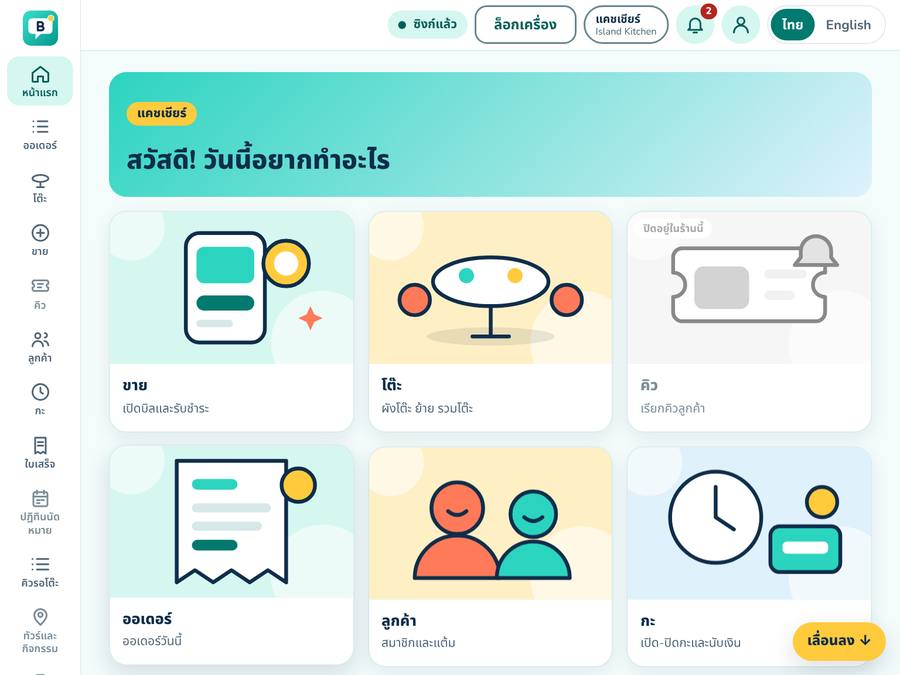 B
ซิงก์แล้ว
ล็อกเครื่อง
แคชเชียร์
Island Kitchen
2
ไทย
English
หน้าแรก
ออเดอร์
โต๊ะ
ขาย
คิว
ลูกค้า
กะ
ใบเสร็จ
ปฏิทินนัด
หมาย
คิวรอโต๊ะ
ทัวร์และ
กิจกรรม
แคชเชียร์
สวัสดี! วันนี้อยากทำอะไร
ขาย
เปิดบิลและรับชำระ
โต๊ะ
ผังโต๊ะ ย้าย รวมโต๊ะ
ปิดอยู่ในร้านนี้
คิว
เรียกคิวลูกค้า
ออเดอร์
ออเดอร์วันนี้
ลูกค้า
สมาชิกและแต้ม
กะ
เปิด-ปิดกะและนับเงิน
เลื่อนลง ↓